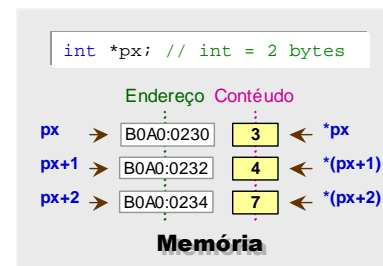 int *px; // int = 2 bytes
Endereço Contéudo
px B0A0:0230 3 *px
px+1 B0A0:0232 4 *(px+1)
px+2 B0A0:0234 7 *(px+2)
Memória